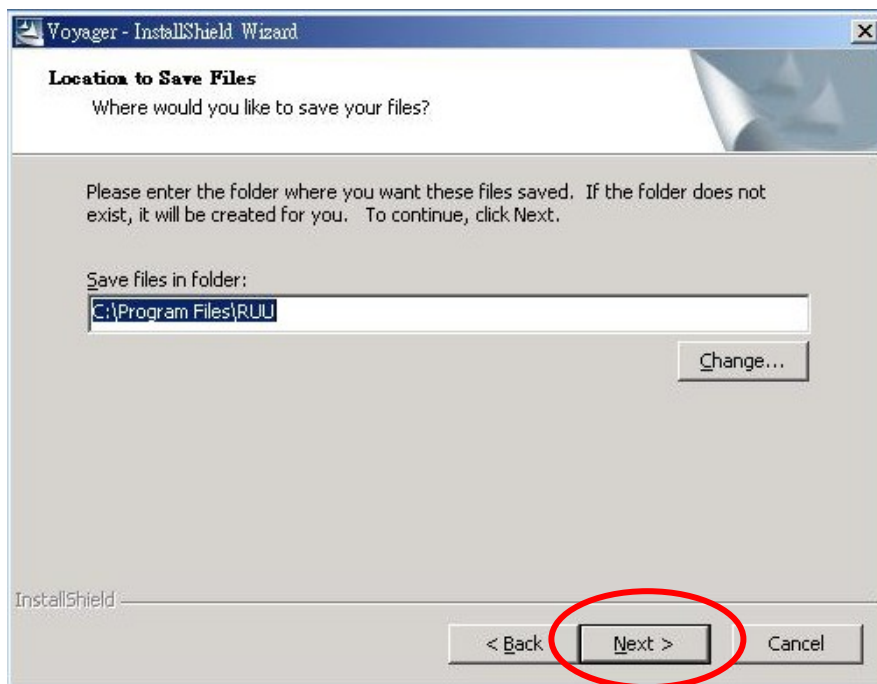 Voyager - InstallShield Wizard
Location to Save Files
Where would you like to save your files?
Please enter the folder where you want these files saved. If the folder does not
exist, it will be created for you. To continue, click Next.
Save files in folder:
C:\Program Files\RUU
Change...
InstallShield
< Back
Next >
Cancel